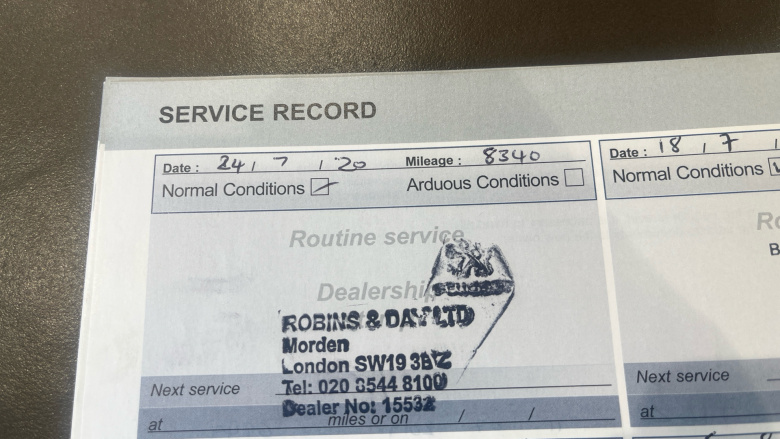 SERVICE RECORD
Date : 24 / 7 / 20 Mileage : 8340
Normal Conditions Arduous Conditions
Routine service
Dealership
PEUGEOT
ROBINS & DAY LTD
Morden
London SW19 3BZ
Tel: 020 8544 8100
Dealer No: 15532
Next service
at miles or on / /
Date : 18 / 7 /
Normal Conditions
Ro
B
Next service
at